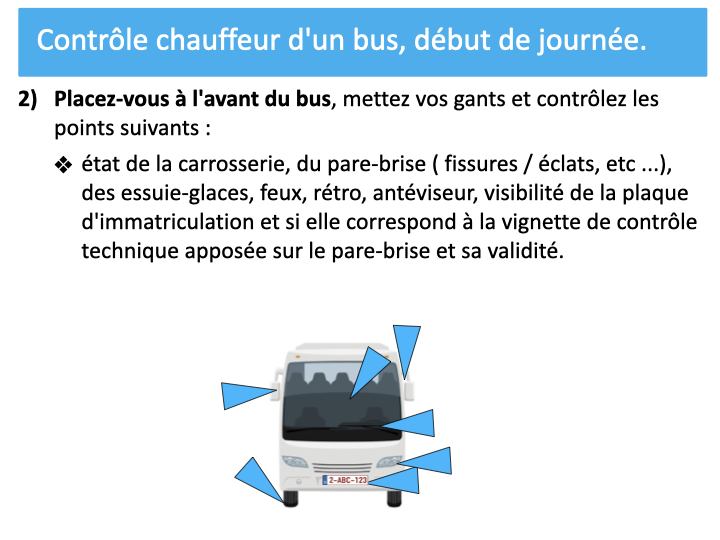 Contrôle chauffeur d'un bus, début de journée.
2) Placez-vous à l'avant du bus, mettez vos gants et contrôlez les
points suivants :
❖ état de la carrosserie, du pare-brise ( fissures / éclats, etc ...),
des essuie-glaces, feux, rétro, antéviseur, visibilité de la plaque
d'immatriculation et si elle correspond à la vignette de contrôle
technique apposée sur le pare-brise et sa validité.
2-ABC-123